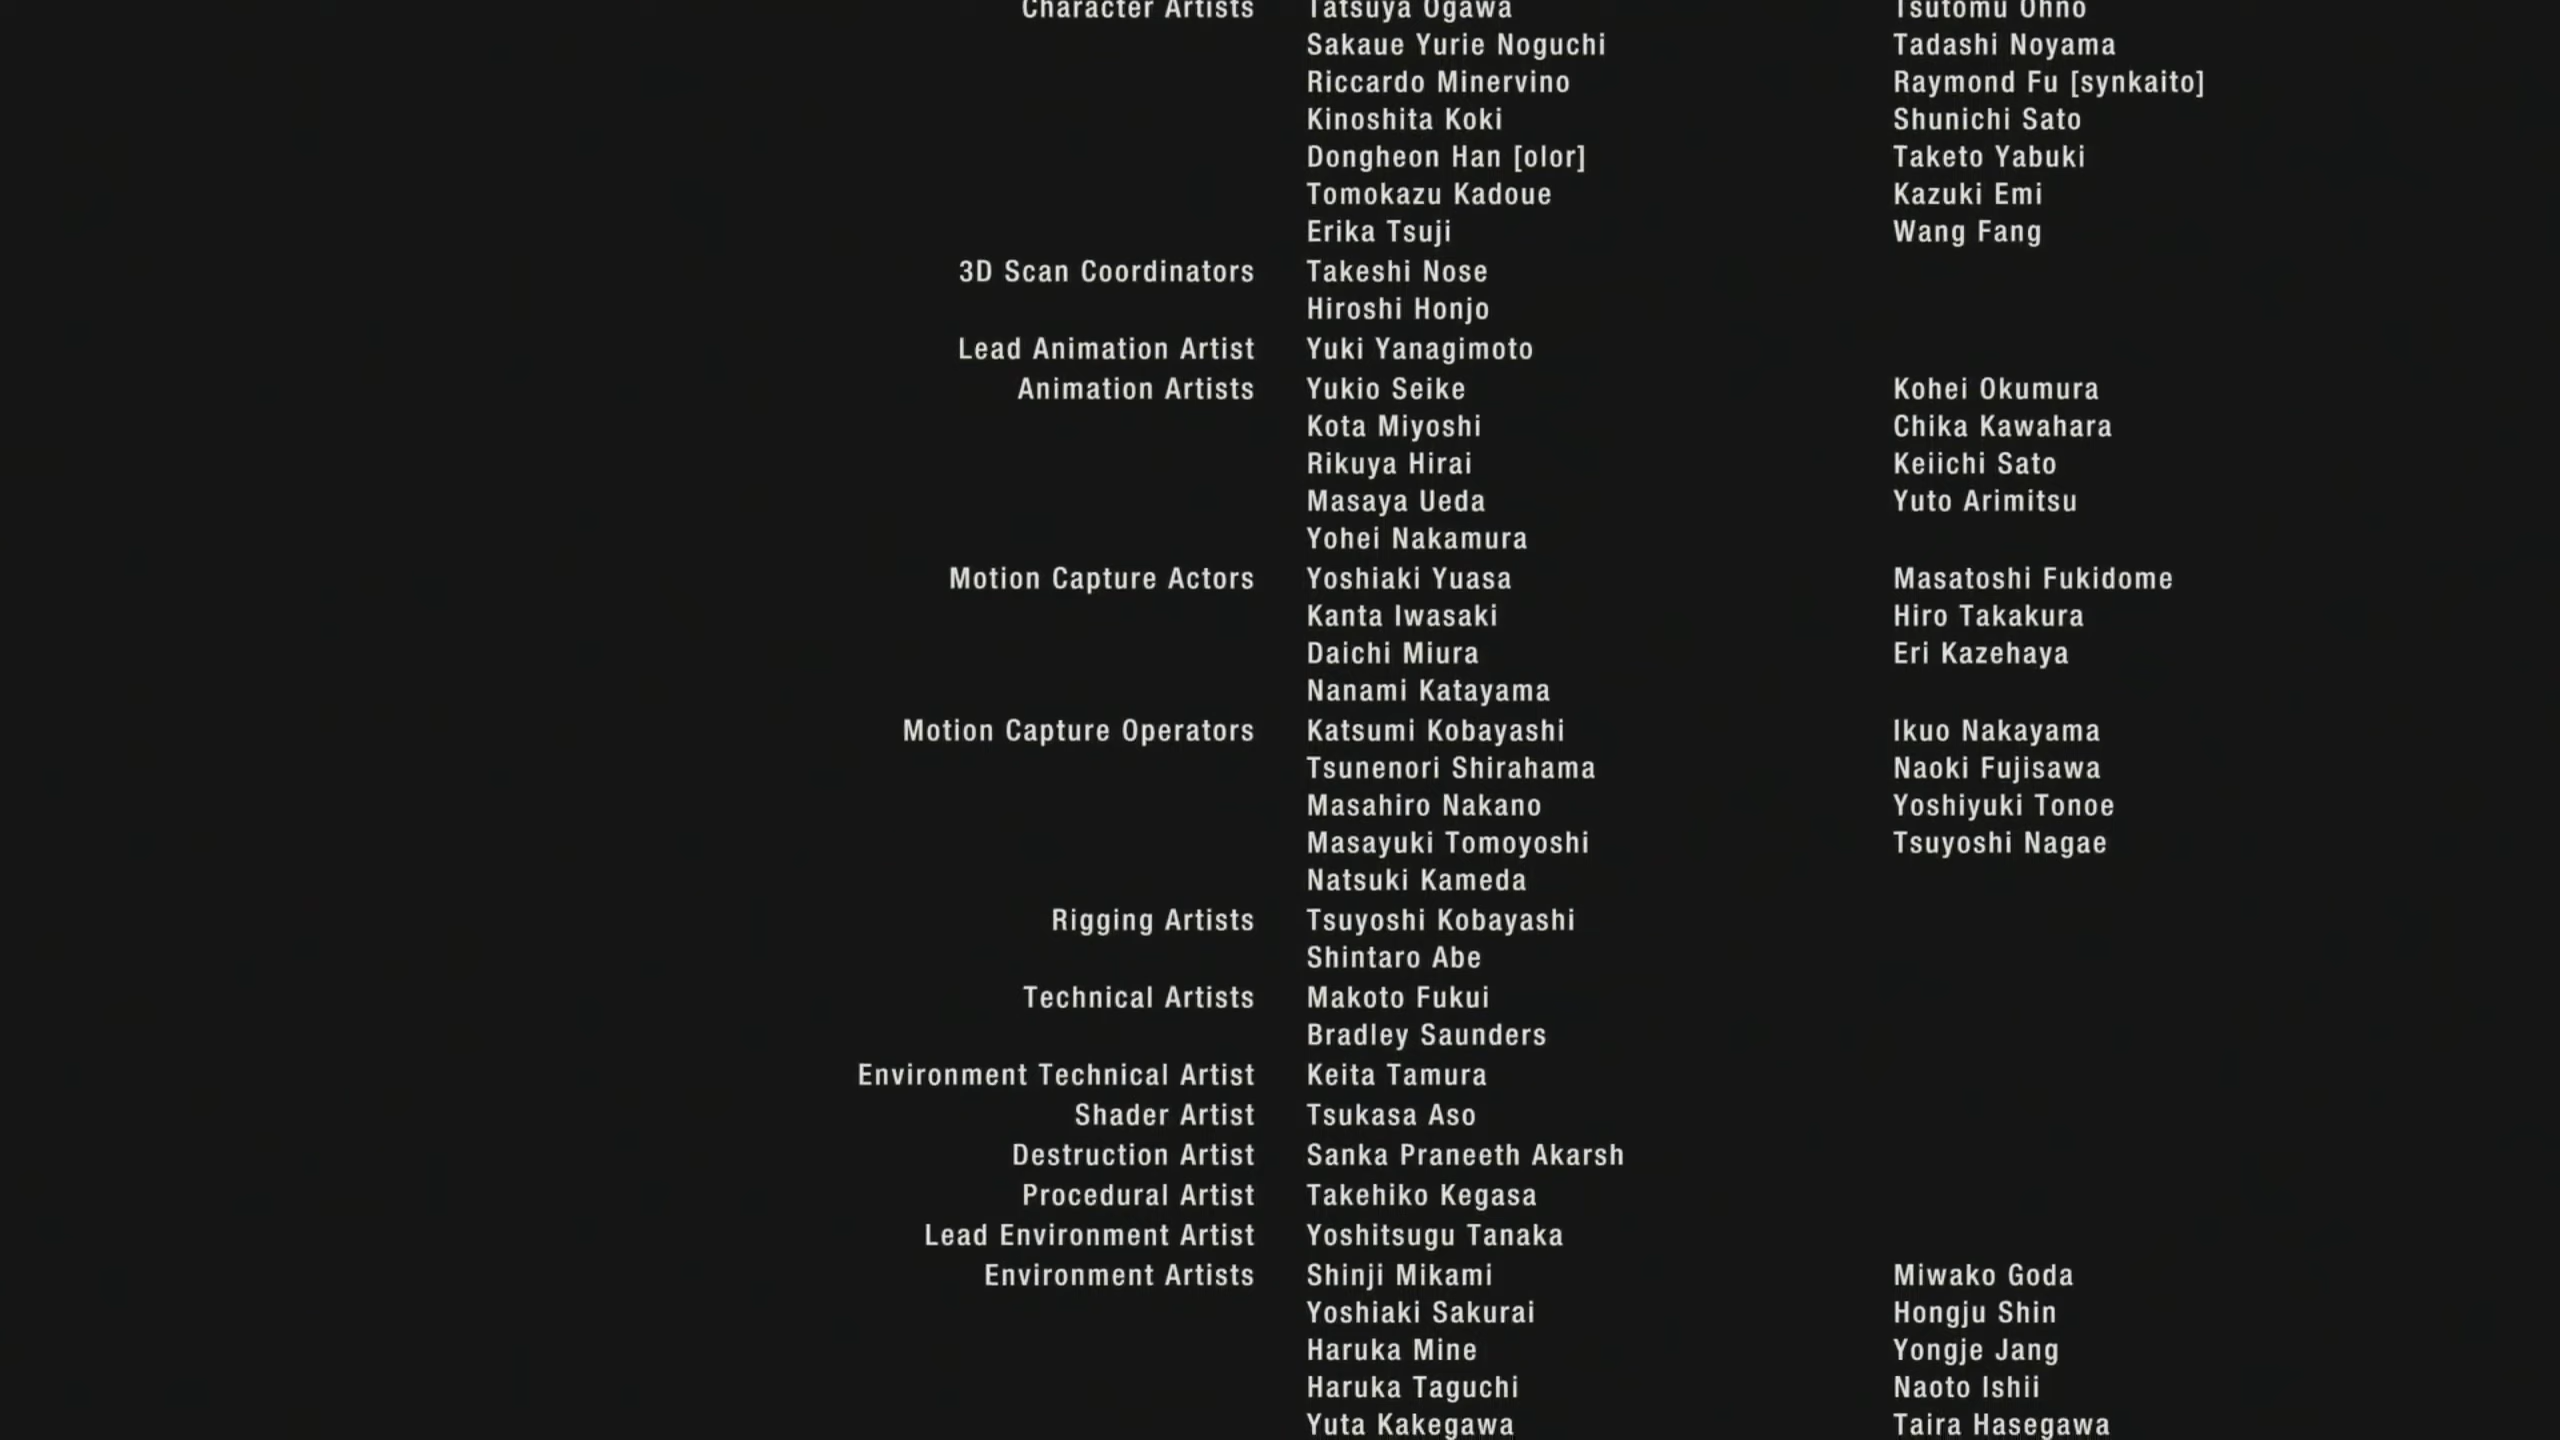 Character Artists Tatsuya Ogawa Tsutomu Ohno
Sakaue Yurie Noguchi Tadashi Noyama
Riccardo Minervino Raymond Fu [synkaito]
Kinoshita Koki Shunichi Sato
Dongheon Han [olor] Taketo Yabuki
Tomokazu Kadoue Kazuki Emi
Erika Tsuji Wang Fang
3D Scan Coordinators Takeshi Nose
Hiroshi Honjo
Lead Animation Artist Yuki Yanagimoto
Animation Artists Yukio Seike Kohei Okumura
Kota Miyoshi Chika Kawahara
Rikuya Hirai Keiichi Sato
Masaya Ueda Yuto Arimitsu
Yohei Nakamura
Motion Capture Actors Yoshiaki Yuasa Masatoshi Fukidome
Kanta Iwasaki Hiro Takakura
Daichi Miura Eri Kazehaya
Nanami Katayama
Motion Capture Operators Katsumi Kobayashi Ikuo Nakayama
Tsunenori Shirahama Naoki Fujisawa
Masahiro Nakano Yoshiyuki Tonoe
Masayuki Tomoyoshi Tsuyoshi Nagae
Natsuki Kameda
Rigging Artists Tsuyoshi Kobayashi
Shintaro Abe
Technical Artists Makoto Fukui
Bradley Saunders
Environment Technical Artist Keita Tamura
Shader Artist Tsukasa Aso
Destruction Artist Sanka Praneeth Akarsh
Procedural Artist Takehiko Kegasa
Lead Environment Artist Yoshitsugu Tanaka
Environment Artists Shinji Mikami Miwako Goda
Yoshiaki Sakurai Hongju Shin
Haruka Mine Yongje Jang
Haruka Taguchi Naoto Ishii
Yuta Kakegawa Taira Hasegawa